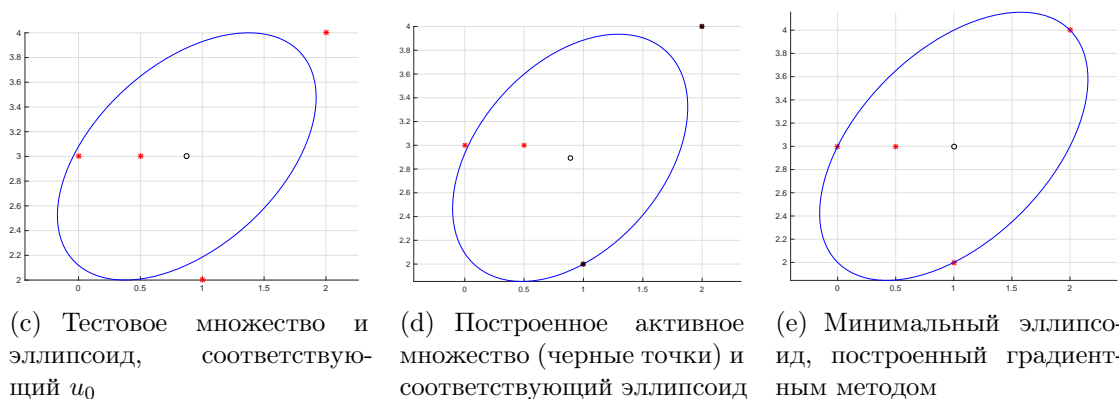 4
3.8
3.6
3.4
3.2
3
2.8
2.6
2.4
2.2
2
0 0.5 1 1.5 2
4
3.8
3.6
3.4
3.2
3
2.8
2.6
2.4
2.2
2
0 0.5 1 1.5 2
4
3.8
3.6
3.4
3.2
3
2.8
2.6
2.4
2.2
2
0 0.5 1 1.5 2
(c) Тестовое множество и
эллипсоид, соответствую-
щий u₀
(d) Построенное активное
множество (черные точки) и
соответствующий эллипсоид
(e) Минимальный эллипсо-
ид, построенный градиент-
ным методом